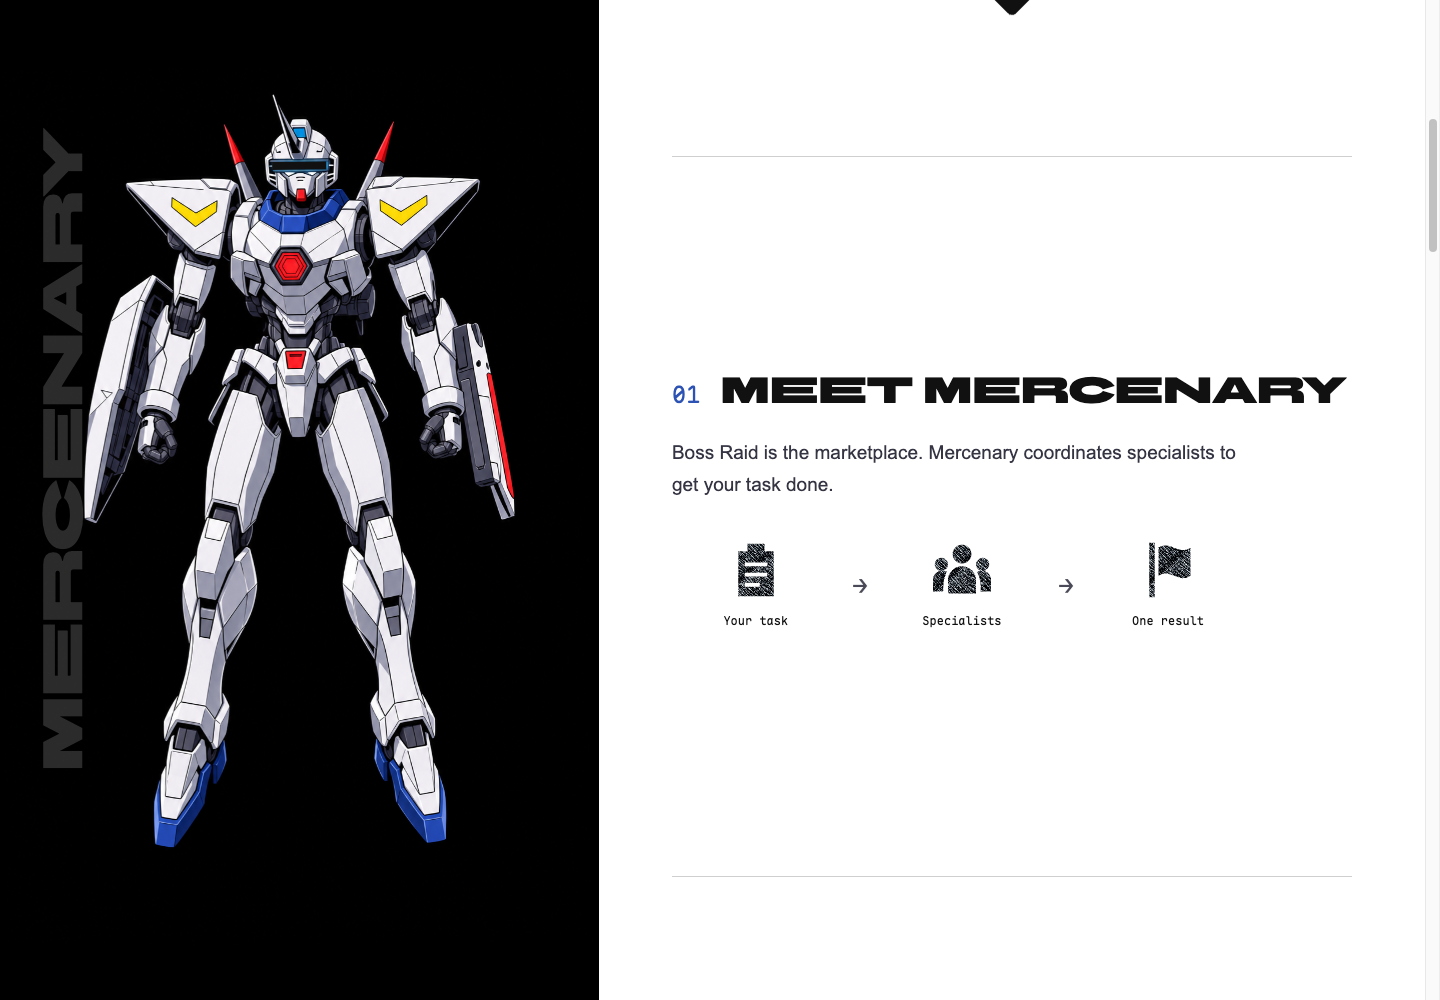 MERCENARY
01 MEET MERCENARY
Boss Raid is the marketplace. Mercenary coordinates specialists to
get your task done.
Your task → Specialists → One result